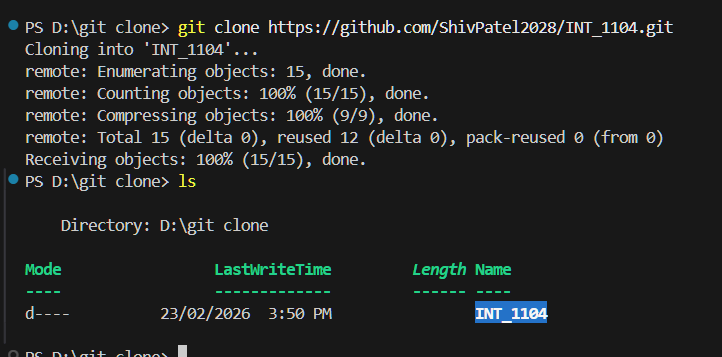 PS D:\git clone> git clone https://github.com/ShivPatel2028/INT_1104.git
Cloning into 'INT_1104'...
remote: Enumerating objects: 15, done.
remote: Counting objects: 100% (15/15), done.
remote: Compressing objects: 100% (9/9), done.
remote: Total 15 (delta 0), reused 12 (delta 0), pack-reused 0 (from 0)
Receiving objects: 100% (15/15), done.
PS D:\git clone> ls
Directory: D:\git clone
Mode LastWriteTime Length Name
---- ------------- ------ ----
d---- 23/02/2026 3:50 PM INT_1104
PS D:\git clone>